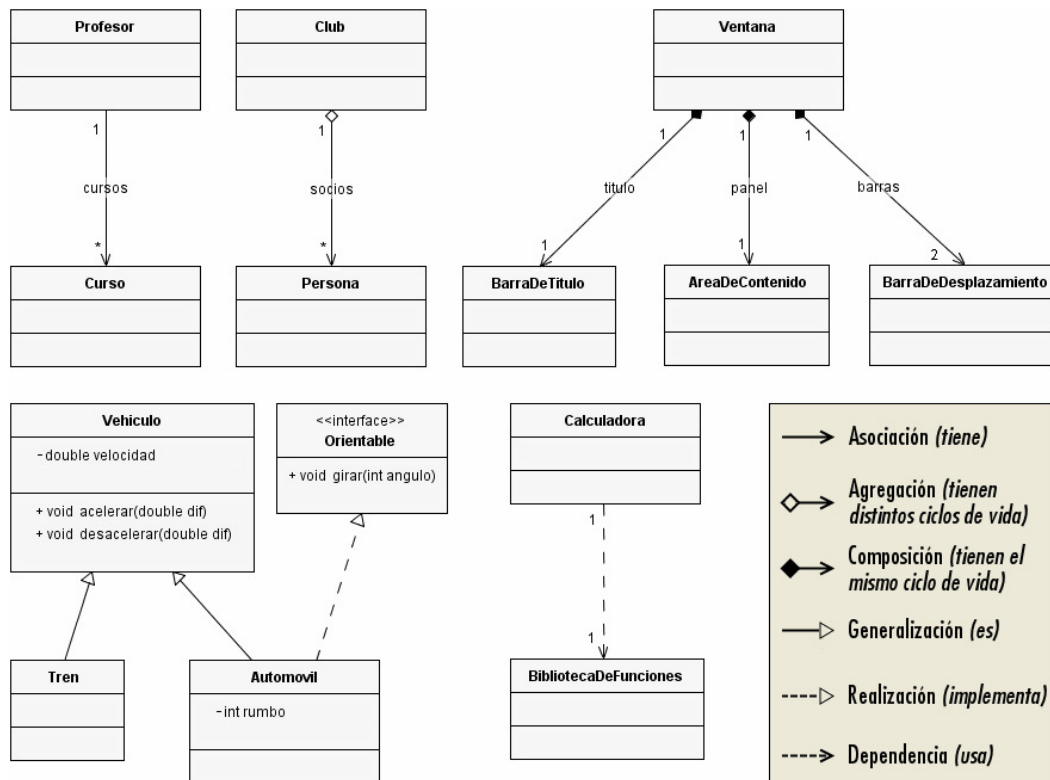 Profesor
Club
Ventana
1
1
1
1
1
cursos
socios
titulo
panel
barras
*
*
1
1
2
Curso
Persona
BarraDeTitulo
AreaDeContenido
BarraDeDesplazamiento
Vehiculo
- double velocidad
+ void acelerar(double dif)
+ void desacelerar(double dif)
<<interface>>
Orientable
+ void girar(int angulo)
Calculadora
1
1
Tren
Automovil
- int rumbo
BibliotecaDeFunciones
Asociación (tiene)
Agregación (tienen
distintos ciclos de vida)
Composición (tienen el
mismo ciclo de vida)
Generalización (es)
Realización (implementa)
Dependencia (usa)